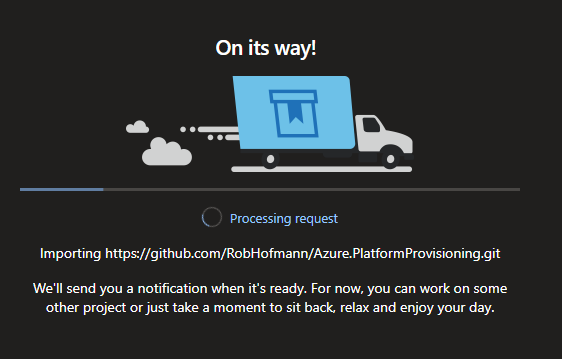 On its way!
Processing request
Importing https://github.com/RobHofmann/Azure.PlatformProvisioning.git
We'll send you a notification when it's ready. For now, you can work on some
other project or just take a moment to sit back, relax and enjoy your day.